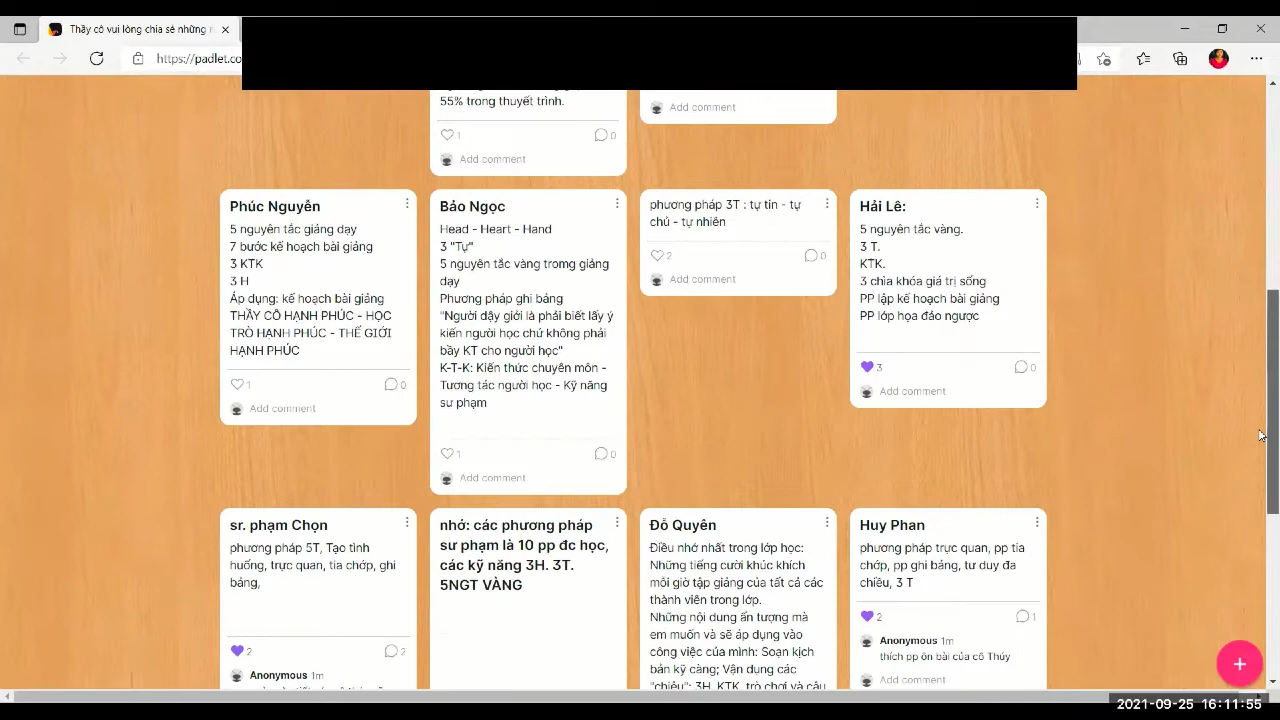 Thầy cô vui lòng chia sẻ những n
https://padlet.co
55% trong thuyết trình.
1
0
Add comment
Add comment
Phúc Nguyễn
5 nguyên tắc giảng dạy
7 bước kế hoạch bài giảng
3 KTK
3 H
Áp dụng: kế hoạch bài giảng
THẦY CÔ HẠNH PHÚC - HỌC
TRÒ HẠNH PHÚC - THẾ GIỚI
HẠNH PHÚC
1
0
Add comment
Bảo Ngọc
Head - Heart - Hand
3 "Tự"
5 nguyên tắc vàng tromg giảng
dạy
Phương pháp ghi bảng
"Người dậy giỏi là phải biết lấy ý
kiến người học chứ không phải
bầy KT cho người học"
K-T-K: Kiến thức chuyên môn -
Tương tác người học - Kỹ năng
sư phạm
1
0
Add comment
phương pháp 3T : tự tin - tự
chủ - tự nhiên
2
0
Add comment
Hải Lê:
5 nguyên tắc vàng.
3 T.
KTK.
3 chìa khóa giá trị sống
PP lập kế hoạch bài giảng
PP lớp họa đảo ngược
3
0
Add comment
sr. phạm Chọn
phương pháp 5T, Tạo tình
huống, trực quan, tia chớp, ghi
bảng,
2
2
Anonymous 1m
nhớ: các phương pháp
sư phạm là 10 pp đc học,
các kỹ năng 3H. 3T.
5NGT VÀNG
Đỗ Quyên
Điều nhớ nhất trong lớp học:
Những tiếng cười khúc khích
mỗi giờ tập giảng của tất cả các
thành viên trong lớp.
Những nội dung ấn tượng mà
em muốn và sẽ áp dụng vào
công việc của mình: Soạn kịch
bản kỹ càng; Vận dụng các
"chiêu": 3H, KTK, trò chơi và câu
Huy Phan
phương pháp trực quan, pp tia
chớp, pp ghi bảng, tư duy đa
chiều, 3 T
2
1
Anonymous 1m
thích pp ôn bài của cô Thúy
Add comment
2021-09-25 16:11:55